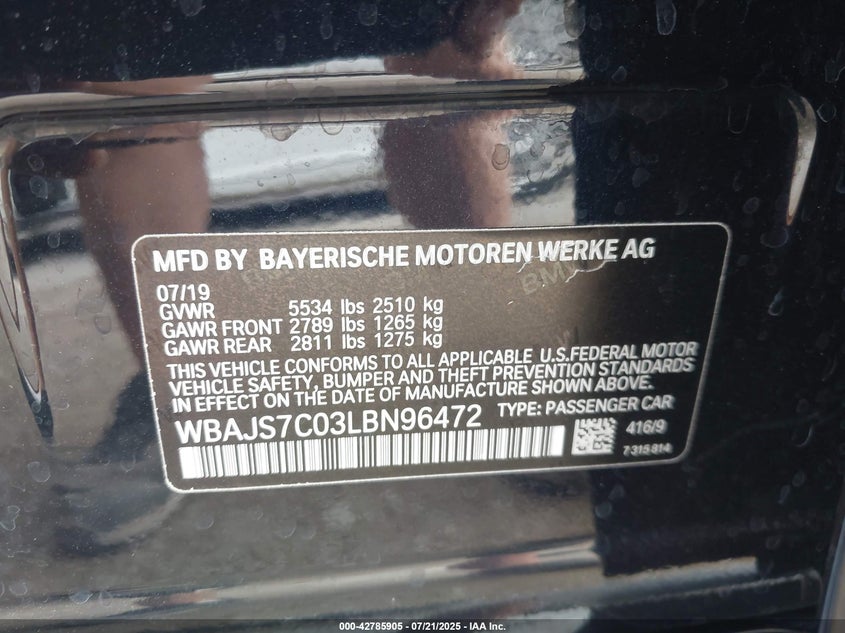 MFD BY BAYERISCHE MOTOREN WERKE AG
07/19
GVWR 5534 lbs 2510 kg
GAWR FRONT 2789 lbs 1265 kg
GAWR REAR 2811 lbs 1275 kg
THIS VEHICLE CONFORMS TO ALL APPLICABLE U.S.FEDERAL MOTOR
VEHICLE SAFETY, BUMPER AND THEFT PREVENTION STANDARDS
IN EFFECT ON THE DATE OF MANUFACTURE SHOWN ABOVE.
WBAJS7C03LBN96472 TYPE: PASSENGER CAR
416/9
7315814
000-42785905 - 07/21/2025 - IAA Inc.